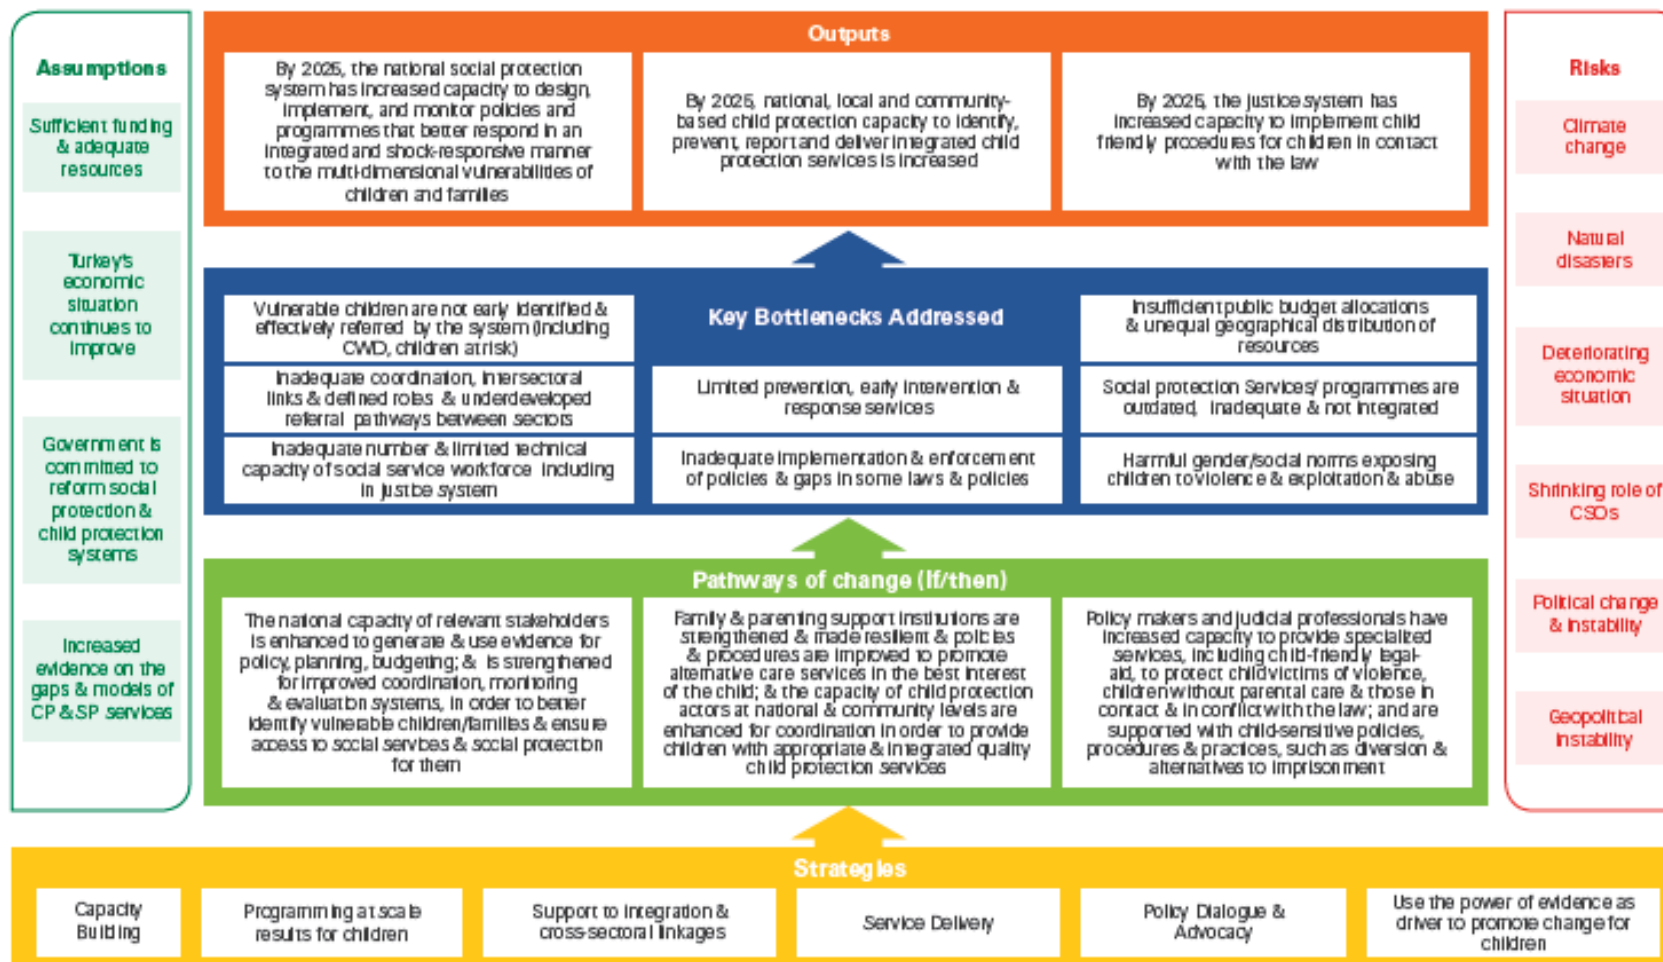 Assumptions
Sufficient funding
& adequate
resources
Turkey's
economic
situation
continues to
improve
Government is
committed to
reform social
protection &
child protection
systems
Increased
evidence on the
gaps & models of
CP & SP services
Outputs
By 2025, the national social protection
system has increased capacity to design,
implement, and monitor policies and
programmes that better respond in an
integrated and shock-responsive manner
to the multi-dimensional vulnerabilities of
children and families
By 2025, national, local and community-
based child protection capacity to identify,
prevent, report and deliver integrated child
protection services is increased
By 2025, the justice system has
increased capacity to implement child
friendly procedures for children in contact
with the law
Key Bottlenecks Addressed
Vulnerable children are not early identified &
effectively referred by the system (including
CWD, children at risk)
Inadequate coordination, intersectoral
links & defined roles & underdeveloped
referral pathways between sectors
Inadequate number & limited technical
capacity of social service workforce including
in justice system
Limited prevention, early intervention &
response services
Inadequate implementation & enforcement
of policies & gaps in some laws & policies
Insufficient public budget allocations
& unequal geographical distribution of
resources
Social protection Services/ programmes are
outdated, inadequate & not integrated
Harmful gender/social norms exposing
children to violence & exploitation & abuse
Pathways of change (If/then)
The national capacity of relevant stakeholders
is enhanced to generate & use evidence for
policy, planning, budgeting; & is strengthened
for improved coordination, monitoring
& evaluation systems, in order to better
identify vulnerable children/families & ensure
access to social services & social protection
for them
Family & parenting support institutions are
strengthened & made resilient & policies
& procedures are improved to promote
alternative care services in the best interest
of the child; & the capacity of child protection
actors at national & community levels are
enhanced for coordination in order to provide
children with appropriate & integrated quality
child protection services
Policy makers and judicial professionals have
increased capacity to provide specialized
services, including child-friendly legal-
aid, to protect child victims of violence,
children without parental care & those in
contact & in conflict with the law; and are
supported with child-sensitive policies,
procedures & practices, such as diversion &
alternatives to imprisonment
Strategies
Capacity
Building
Programming at scale
results for children
Support to integration &
cross-sectoral linkages
Service Delivery
Policy Dialogue &
Advocacy
Use the power of evidence as
driver to promote change for
children
Risks
Climate
change
Natural
disasters
Deteriorating
economic
situation
Shrinking role of
CSOs
Political change
& instability
Geopolitical
instability